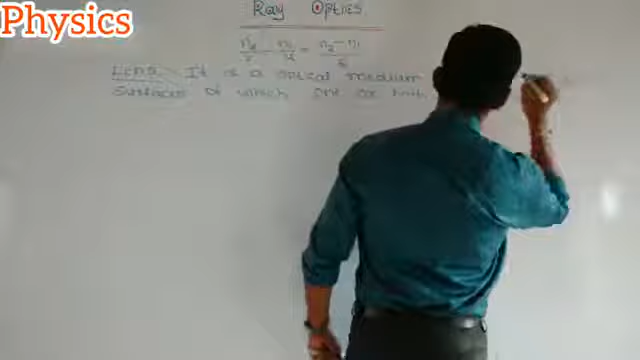 Physics
Ray Optics
n₂/v - n₁/u = n₂-n₁/R
Lens:- It is a optical medium
Surfaces of which one or both